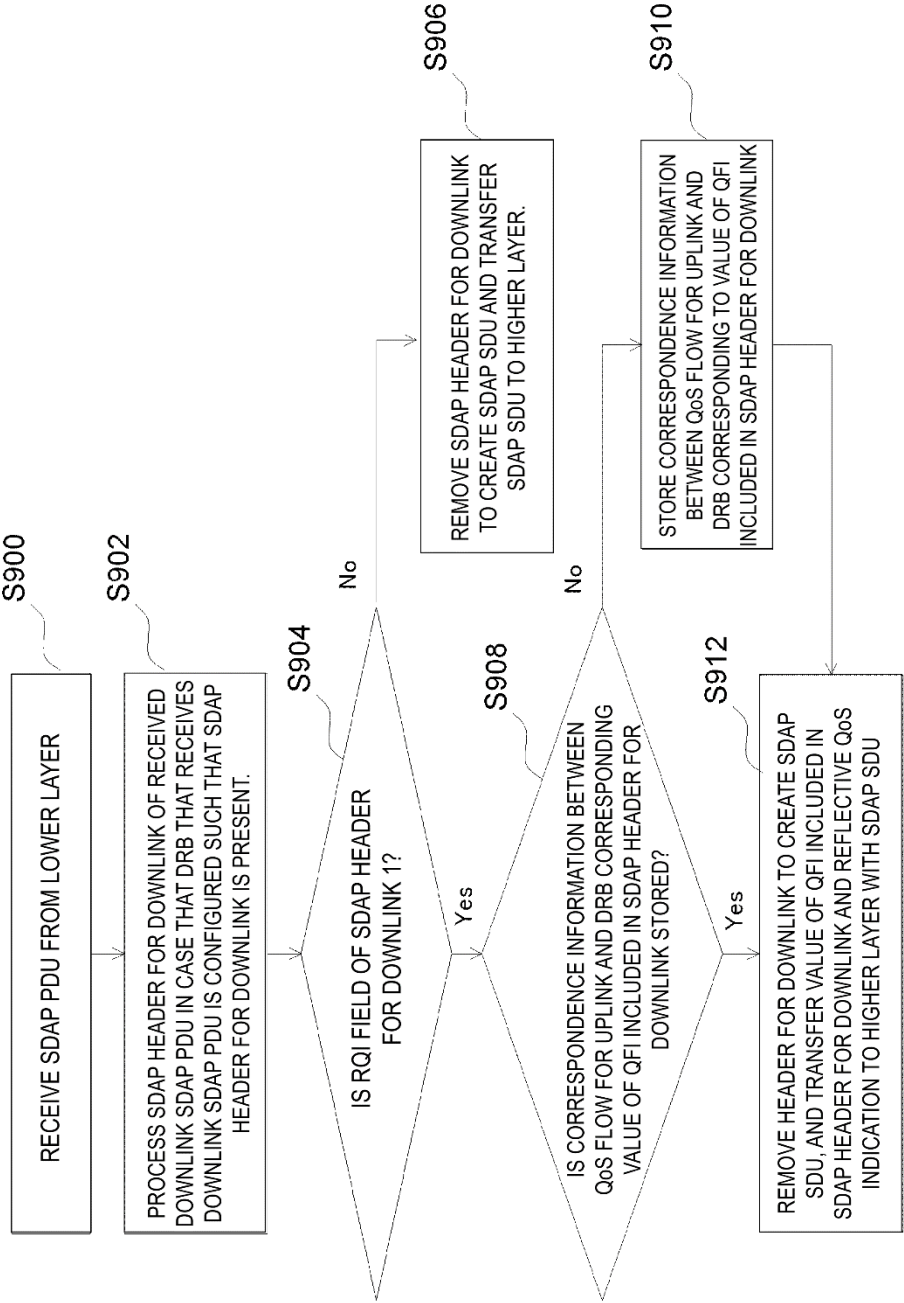 S900
RECEIVE SDAP PDU FROM LOWER LAYER
S902
PROCESS SDAP HEADER FOR DOWNLINK OF RECEIVED
DOWNLINK SDAP PDU IN CASE THAT DRB THAT RECEIVES
DOWNLINK SDAP PDU IS CONFIGURED SUCH THAT SDAP
HEADER FOR DOWNLINK IS PRESENT.
S904
IS RQI FIELD OF SDAP HEADER
FOR DOWNLINK 1?
No
Yes
S906
REMOVE SDAP HEADER FOR DOWNLINK
TO CREATE SDAP SDU AND TRANSFER
SDAP SDU TO HIGHER LAYER.
S908
IS CORRESPONDENCE INFORMATION BETWEEN
QoS FLOW FOR UPLINK AND DRB CORRESPONDING
VALUE OF QFI INCLUDED IN SDAP HEADER FOR
DOWNLINK STORED?
No
Yes
S910
STORE CORRESPONDENCE INFORMATION
BETWEEN QoS FLOW FOR UPLINK AND
DRB CORRESPONDING TO VALUE OF QFI
INCLUDED IN SDAP HEADER FOR DOWNLINK
S912
REMOVE HEADER FOR DOWNLINK TO CREATE SDAP
SDU, AND TRANSFER VALUE OF QFI INCLUDED IN
SDAP HEADER FOR DOWNLINK AND REFLECTIVE QoS
INDICATION TO HIGHER LAYER WITH SDAP SDU